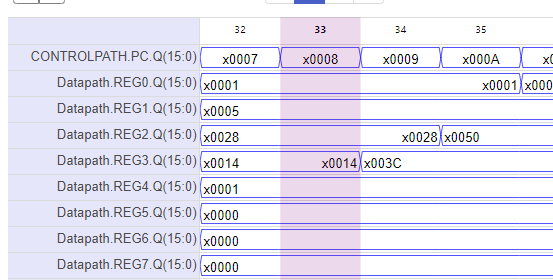 32 33 34 35
CONTROLPATH.PC.Q(15:0) x0007 x0008 x0009 x000A
Datapath.REG0.Q(15:0) x0001 x0001 x000
Datapath.REG1.Q(15:0) x0005
Datapath.REG2.Q(15:0) x0028 x0028 x0050
Datapath.REG3.Q(15:0) x0014 x0014 x003C
Datapath.REG4.Q(15:0) x0001
Datapath.REG5.Q(15:0) x0000
Datapath.REG6.Q(15:0) x0000
Datapath.REG7.Q(15:0) x0000